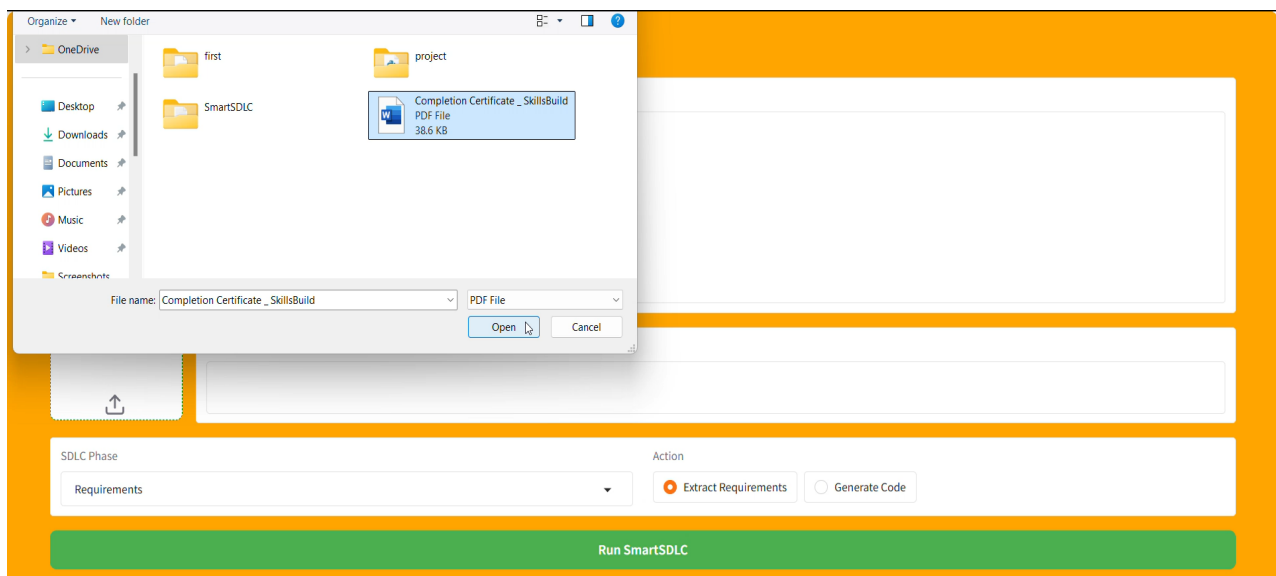 Organize New folder ?
OneDrive
first
project
Desktop
SmartSDLC
Completion Certificate _ SkillsBuild
PDF File
38.6 KB
W
Downloads
Documents
Pictures
Music
Videos
Screenshots
File name: Completion Certificate _ SkillsBuild PDF File
Open Cancel
SDLC Phase
Requirements
Action
Extract Requirements Generate Code
Run SmartSDLC